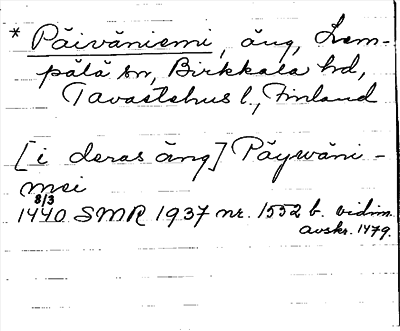 * Päiväniemi, äng, Lem-
pälä sn, Birkkala hd,
Tavastehus l., Finland
[i deras äng] Päywäni-
mei
8/3
1440 SMR 1937 nr. 1552 b. vidim.
avskr. 1479.